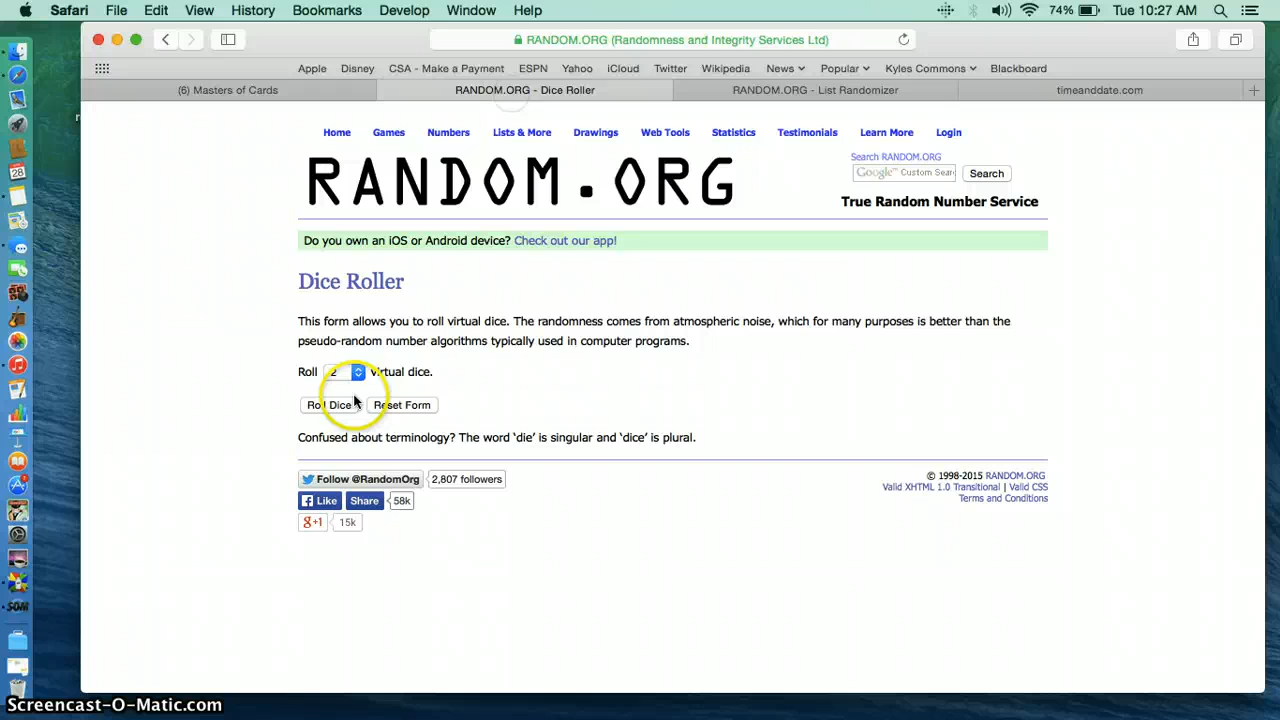 Safari File Edit View History Bookmarks Develop Window Help 74% Tue 10:27 AM
RANDOM.ORG (Randomness and Integrity Services Ltd)
Apple Disney CSA - Make a Payment ESPN Yahoo iCloud Twitter Wikipedia News Popular Kyles Commons Blackboard
(6) Masters of Cards RANDOM.ORG - Dice Roller RANDOM.ORG - List Randomizer timeanddate.com
Home Games Numbers Lists & More Drawings Web Tools Statistics Testimonials Learn More Login
RANDOM.ORG
Search RANDOM.ORG
Google™ Custom Sear Search
True Random Number Service
Do you own an iOS or Android device? Check out our app!
Dice Roller
This form allows you to roll virtual dice. The randomness comes from atmospheric noise, which for many purposes is better than the
pseudo-random number algorithms typically used in computer programs.
Roll 2 virtual dice.
Roll Dice Reset Form
Confused about terminology? The word ‘die’ is singular and ‘dice’ is plural.
Follow @RandomOrg 2,807 followers
Like Share 58k
g+1 15k
© 1998-2015 RANDOM.ORG
Valid XHTML 1.0 Transitional | Valid CSS
Terms and Conditions
28
SOM
Screencast-O-Matic.com